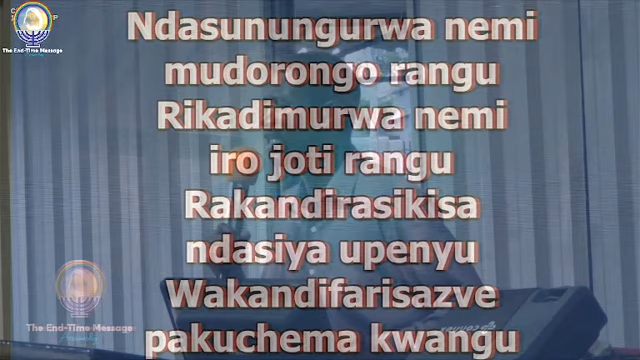 The End-Time Message
Ndasunungurwa nemi
mudorongo rangu
Rikadimurwa nemi
iro joti rangu
Rakandirasikisa
ndasiya upenyu
Wakandifarisazve
pakuchema kwangu
The End-Time Message